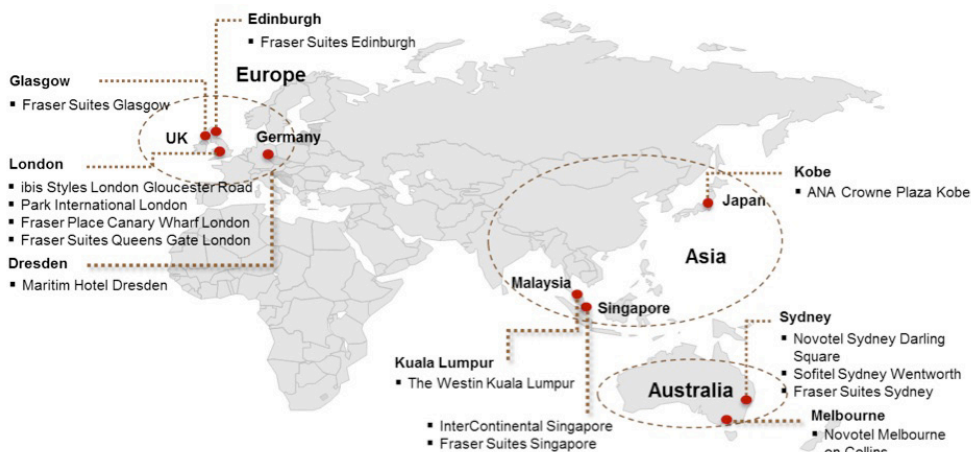 Edinburgh
▪ Fraser Suites Edinburgh
Europe
Glasgow
▪ Fraser Suites Glasgow
UK
Germany
London
▪ ibis Styles London Gloucester Road
▪ Park International London
▪ Fraser Place Canary Wharf London
▪ Fraser Suites Queens Gate London
Dresden
▪ Maritim Hotel Dresden
Kobe
▪ ANA Crowne Plaza Kobe
Japan
Asia
Malaysia
Singapore
Kuala Lumpur
▪ The Westin Kuala Lumpur
▪ InterContinental Singapore
▪ Fraser Suites Singapore
Sydney
▪ Novotel Sydney Darling
Square
▪ Sofitel Sydney Wentworth
▪ Fraser Suites Sydney
Australia
Melbourne
▪ Novotel Melbourne
on Collins